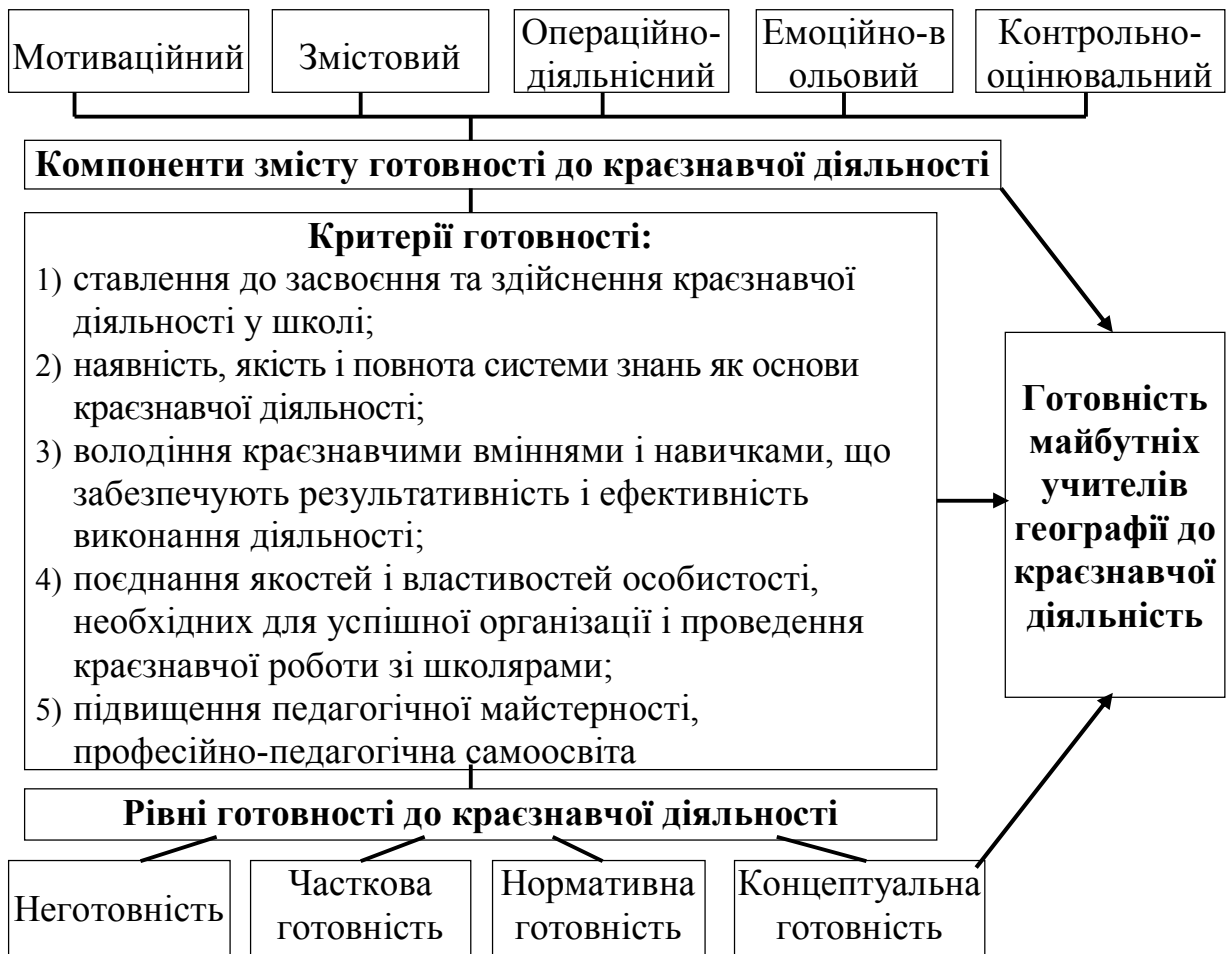 Мотиваційний
Змістовий
Операційно-
діяльнісний
Емоційно-в
ольовий
Контрольно-
оцінювальний
Компоненти змісту готовності до краєзнавчої діяльності
Критерії готовності:
1) ставлення до засвоєння та здійснення краєзнавчої
діяльності у школі;
2) наявність, якість і повнота системи знань як основи
краєзнавчої діяльності;
3) володіння краєзнавчими вміннями і навичками, що
забезпечують результативність і ефективність
виконання діяльності;
4) поєднання якостей і властивостей особистості,
необхідних для успішної організації і проведення
краєзнавчої роботи зі школярами;
5) підвищення педагогічної майстерності,
професійно-педагогічна самоосвіта
Готовність
майбутніх
учителів
географії до
краєзнавчої
діяльність
Рівні готовності до краєзнавчої діяльності
Неготовність
Часткова
готовність
Нормативна
готовність
Концептуальна
готовність